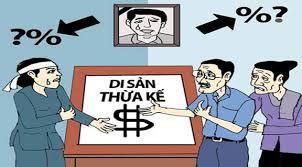 ?%
%?
DI SẢN
THỪA KẾ
$